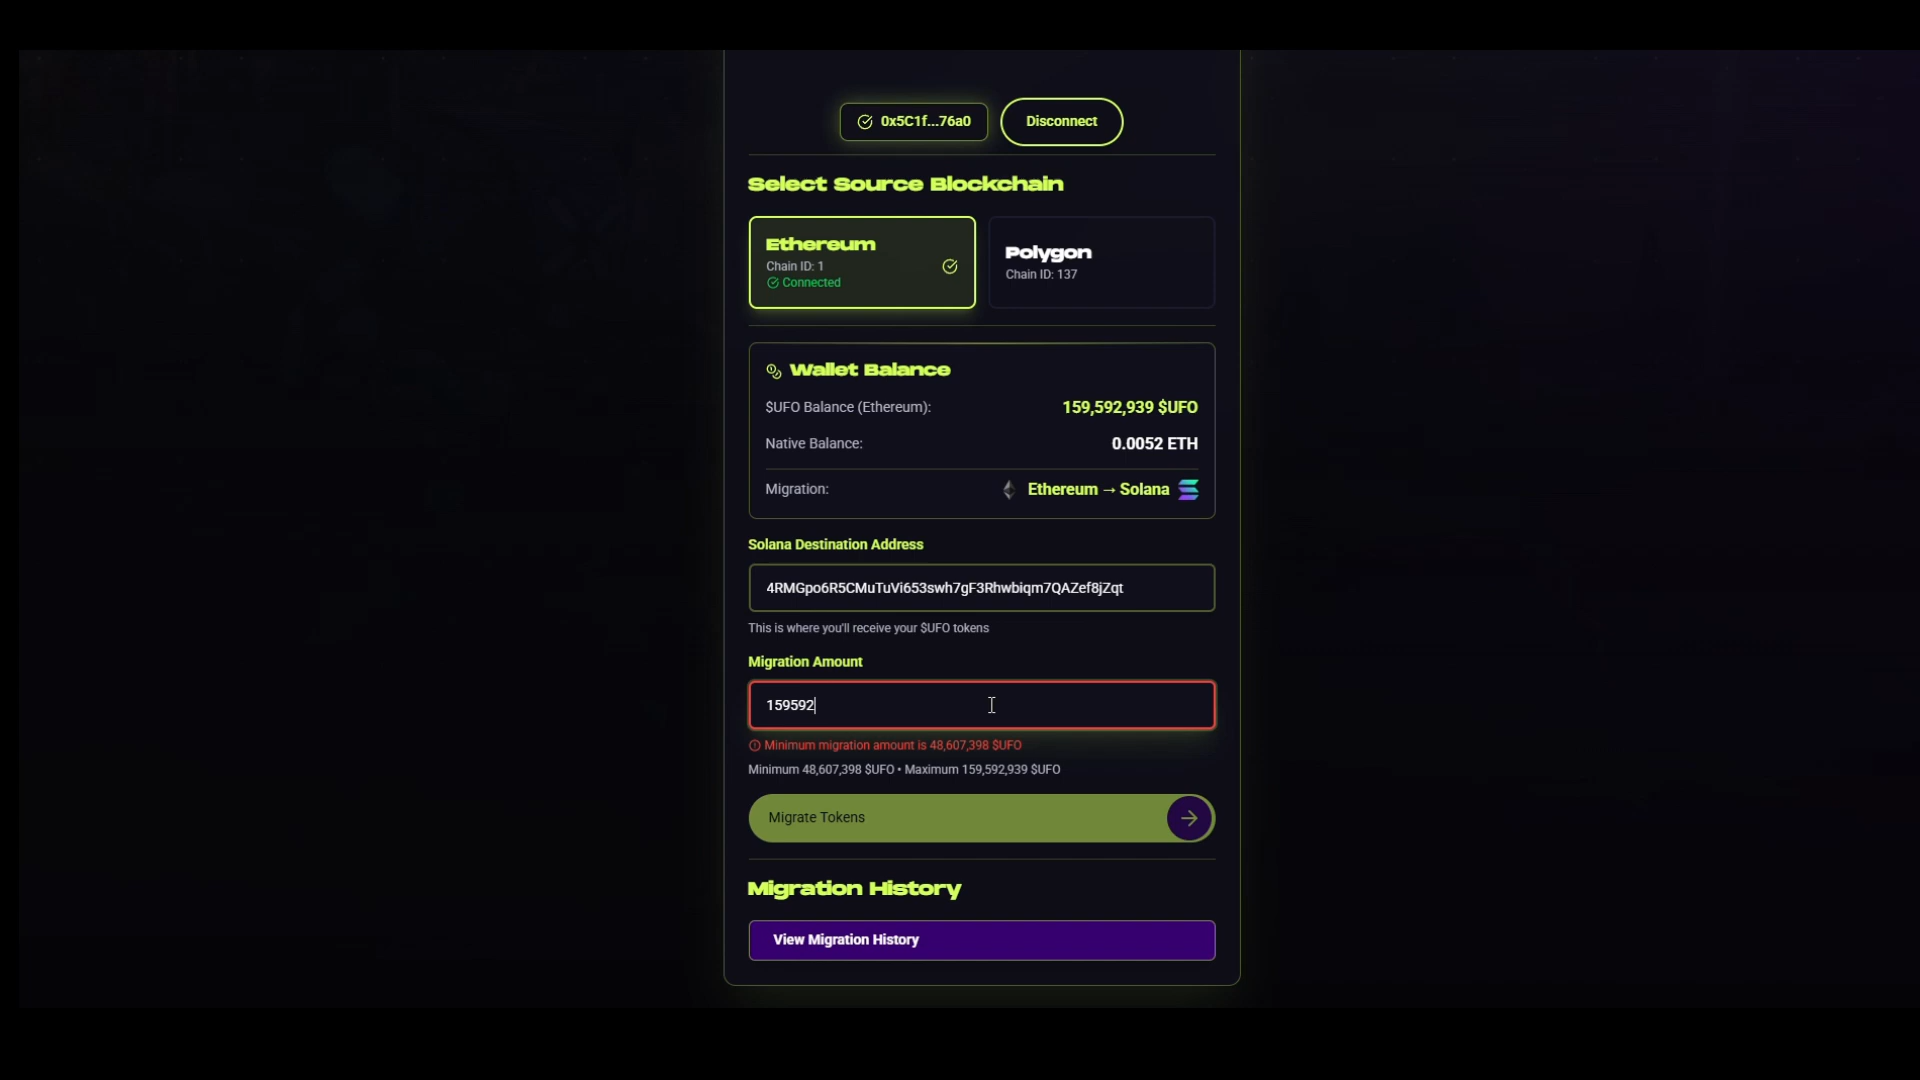 0x5C1f...76a0
Disconnect
Select Source Blockchain
Ethereum
Chain ID: 1
Connected
Polygon
Chain ID: 137
Wallet Balance
$UFO Balance (Ethereum): 159,592,939 $UFO
Native Balance: 0.0052 ETH
Migration: Ethereum → Solana
Solana Destination Address
4RMGpo6R5CMuTuVi653swh7gF3Rhwbiqm7QAZef8jZqt
This is where you'll receive your $UFO tokens
Migration Amount
159592
Minimum migration amount is 48,607,398 $UFO
Minimum 48,607,398 $UFO • Maximum 159,592,939 $UFO
Migrate Tokens
Migration History
View Migration History